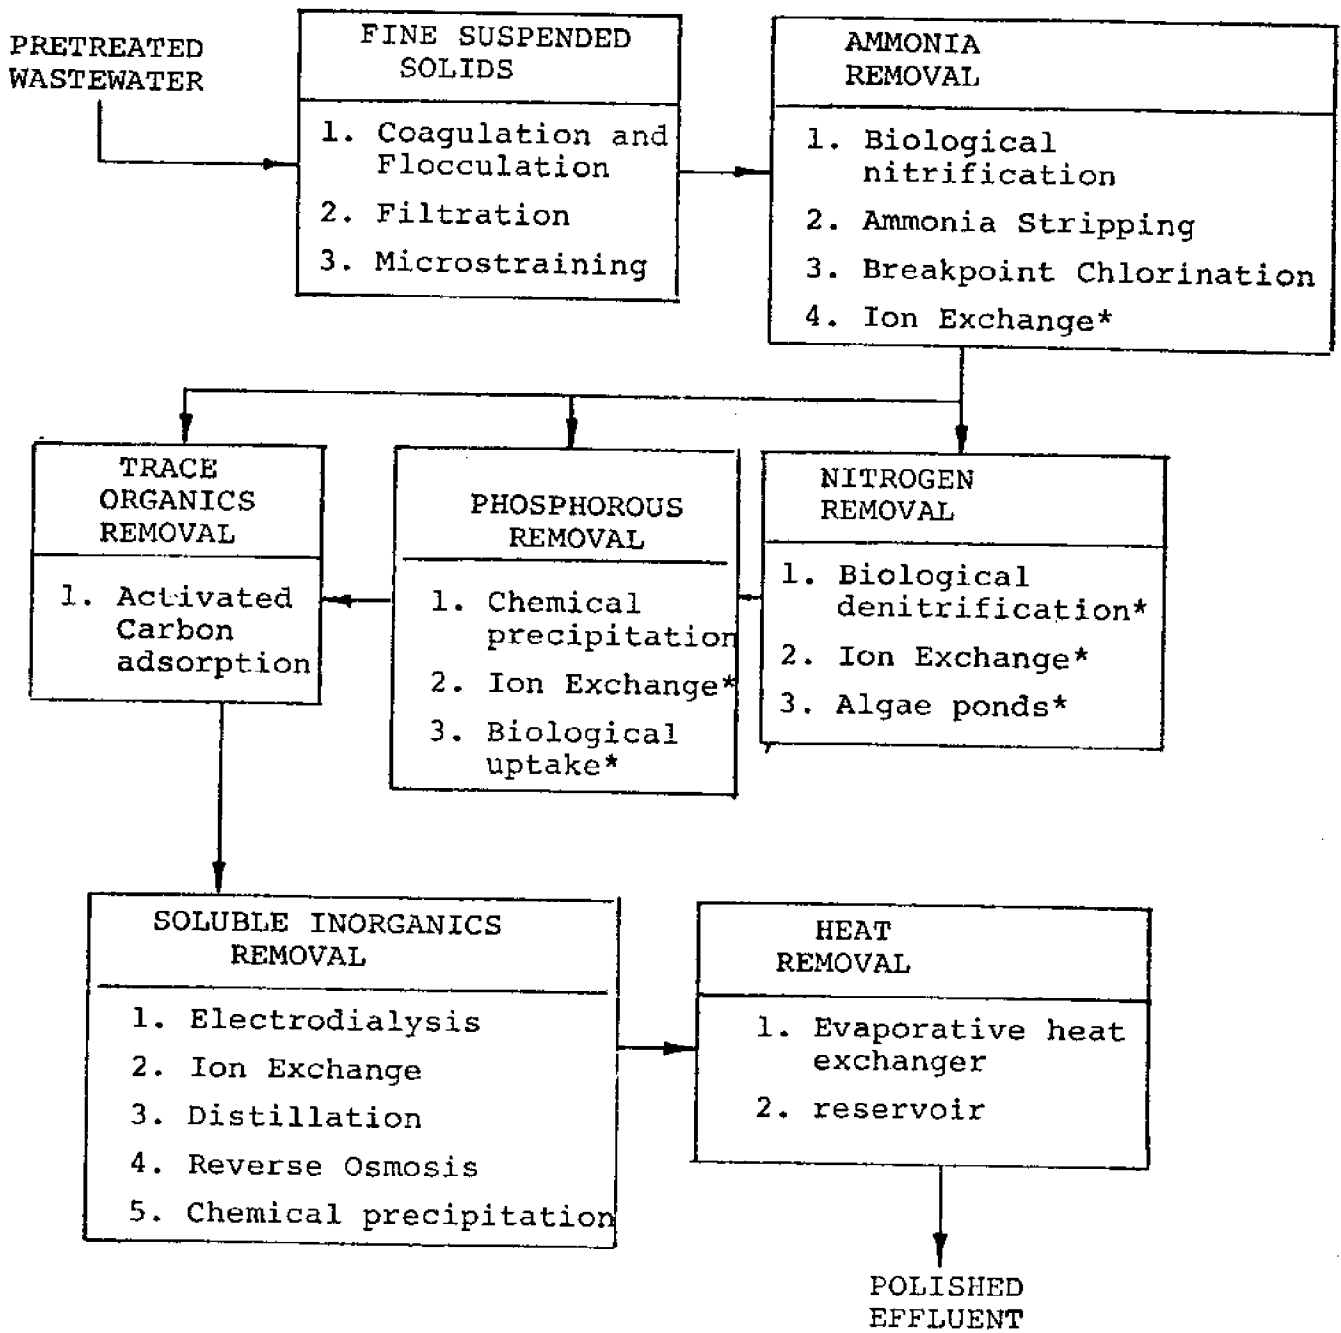 PRETREATED
WASTEWATER
FINE SUSPENDED
SOLIDS
1. Coagulation and
Flocculation
2. Filtration
3. Microstraining
AMMONIA
REMOVAL
1. Biological
nitrification
2. Ammonia Stripping
3. Breakpoint Chlorination
4. Ion Exchange*
TRACE
ORGANICS
REMOVAL
1. Activated
Carbon
adsorption
PHOSPHOROUS
REMOVAL
1. Chemical
precipitation
2. Ion Exchange*
3. Biological
uptake*
NITROGEN
REMOVAL
1. Biological
denitrification*
2. Ion Exchange*
3. Algae ponds*
SOLUBLE INORGANICS
REMOVAL
1. Electrodialysis
2. Ion Exchange
3. Distillation
4. Reverse Osmosis
5. Chemical precipitation
HEAT
REMOVAL
1. Evaporative heat
exchanger
2. reservoir
POLISHED
EFFLUENT